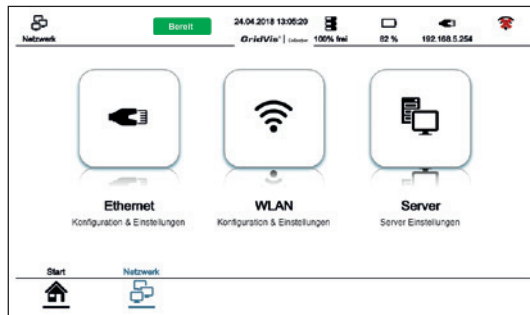 Netzwerk
Bereit
24.04.2018 13:05:20
GridVis®|
100% frei
82 %
192.168.5.254
Ethernet
Konfiguration & Einstellungen
WLAN
Konfiguration & Einstellungen
Server
Server Einstellungen
Start
Netzwerk